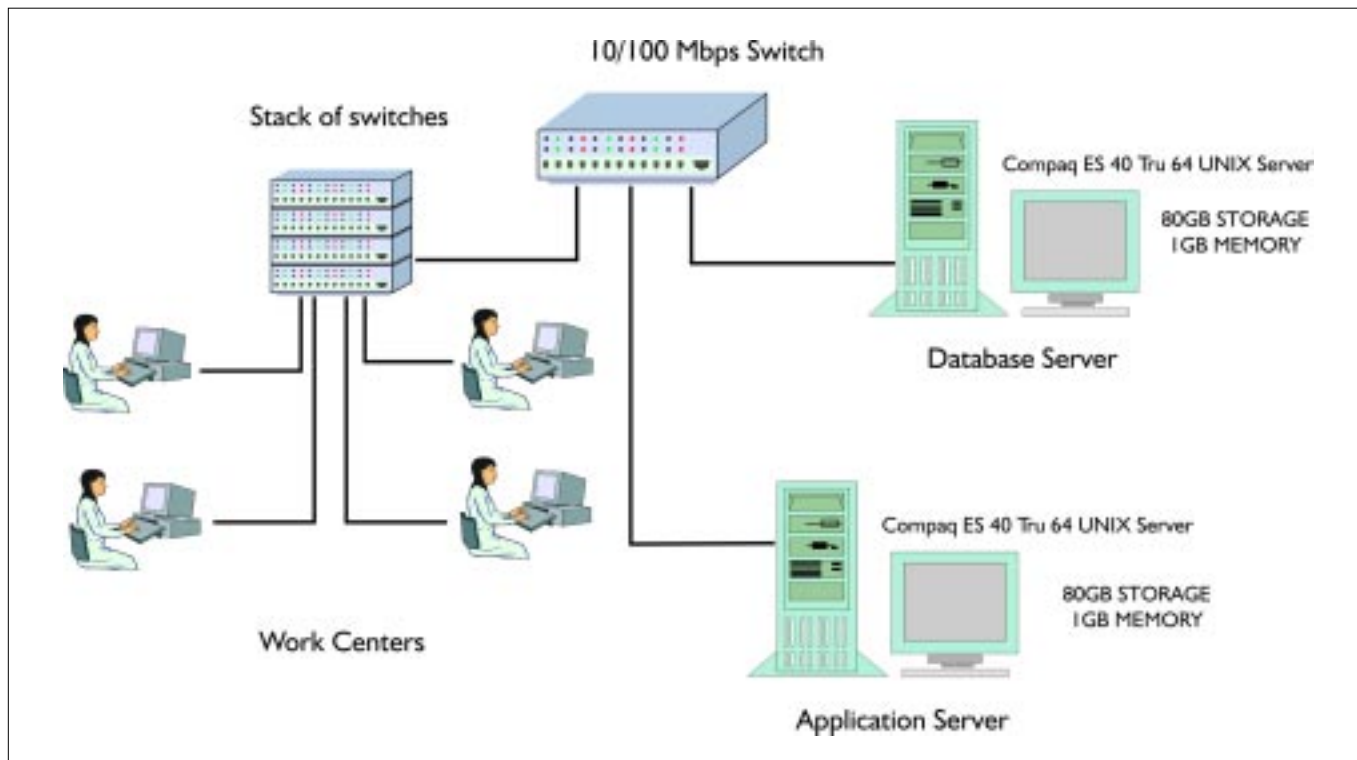 10/100 Mbps Switch
Stack of switches
Compaq ES 40 Tru 64 UNIX Server
80GB STORAGE
1GB MEMORY
Database Server
Compaq ES 40 Tru 64 UNIX Server
80GB STORAGE
1GB MEMORY
Work Centers
Application Server